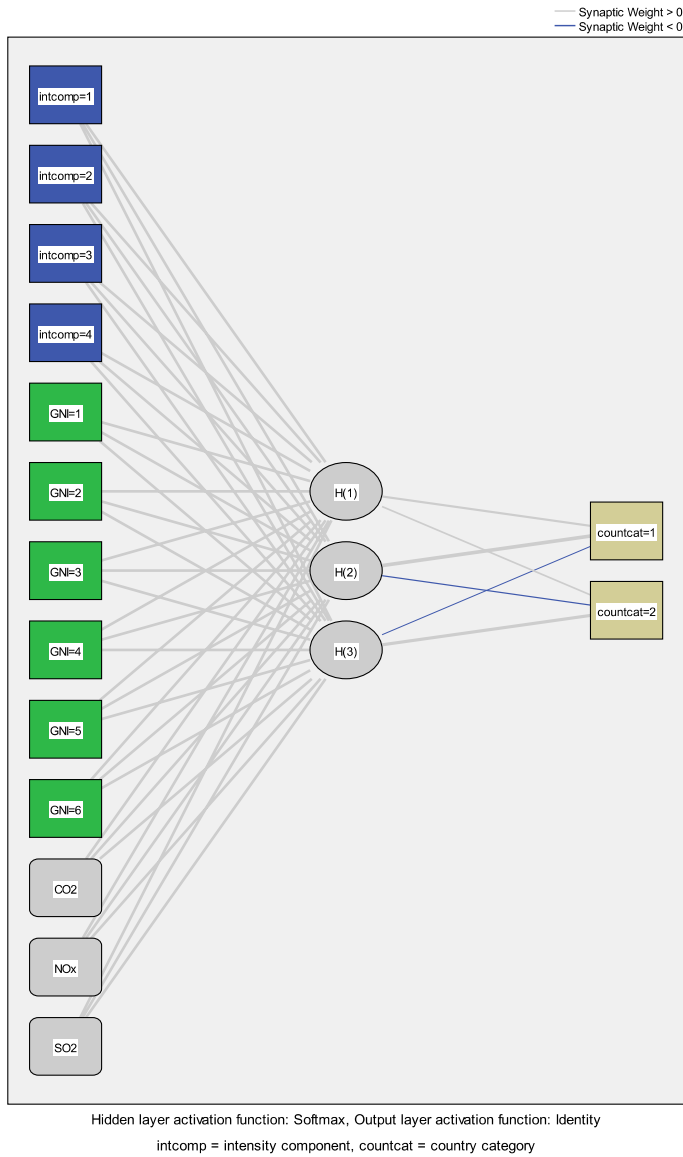 Synaptic Weight > 0
Synaptic Weight < 0
intcomp=1
intcomp=2
intcomp=3
intcomp=4
GNI=1
GNI=2
GNI=3
GNI=4
GNI=5
GNI=6
CO2
NOx
SO2
H(1)
H(2)
H(3)
countcat=1
countcat=2
Hidden layer activation function: Softmax, Output layer activation function: Identity
intcomp = intensity component, countcat = country category